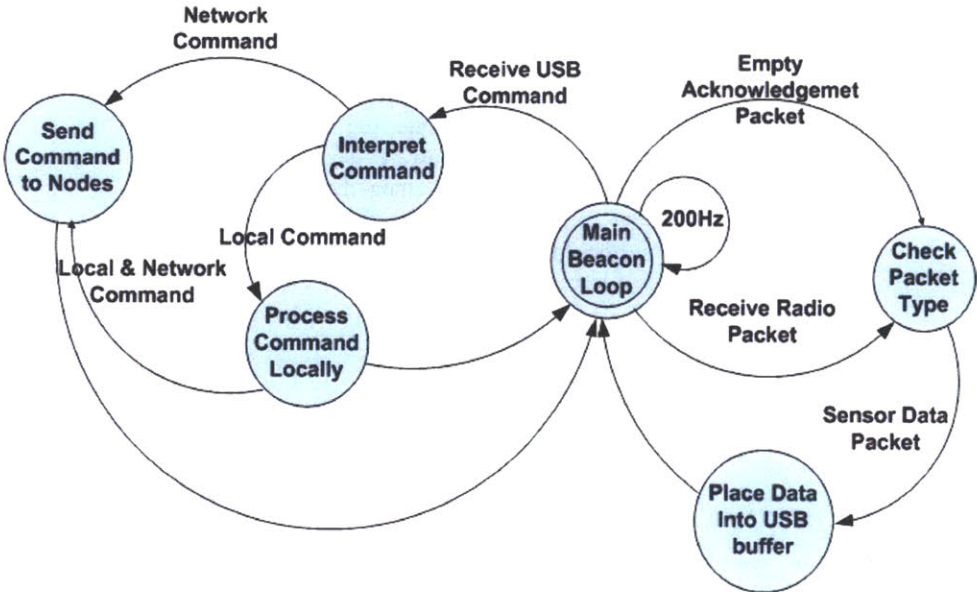 Network
Command
Receive USB
Command
Empty
Acknowledgemet
Packet
Send
Command
to Nodes
Interpret
Command
Local Command
Main
Beacon
Loop
200Hz
Check
Packet
Type
Local & Network
Command
Process
Command
Locally
Receive Radio
Packet
Sensor Data
Packet
Place Data
Into USB
buffer